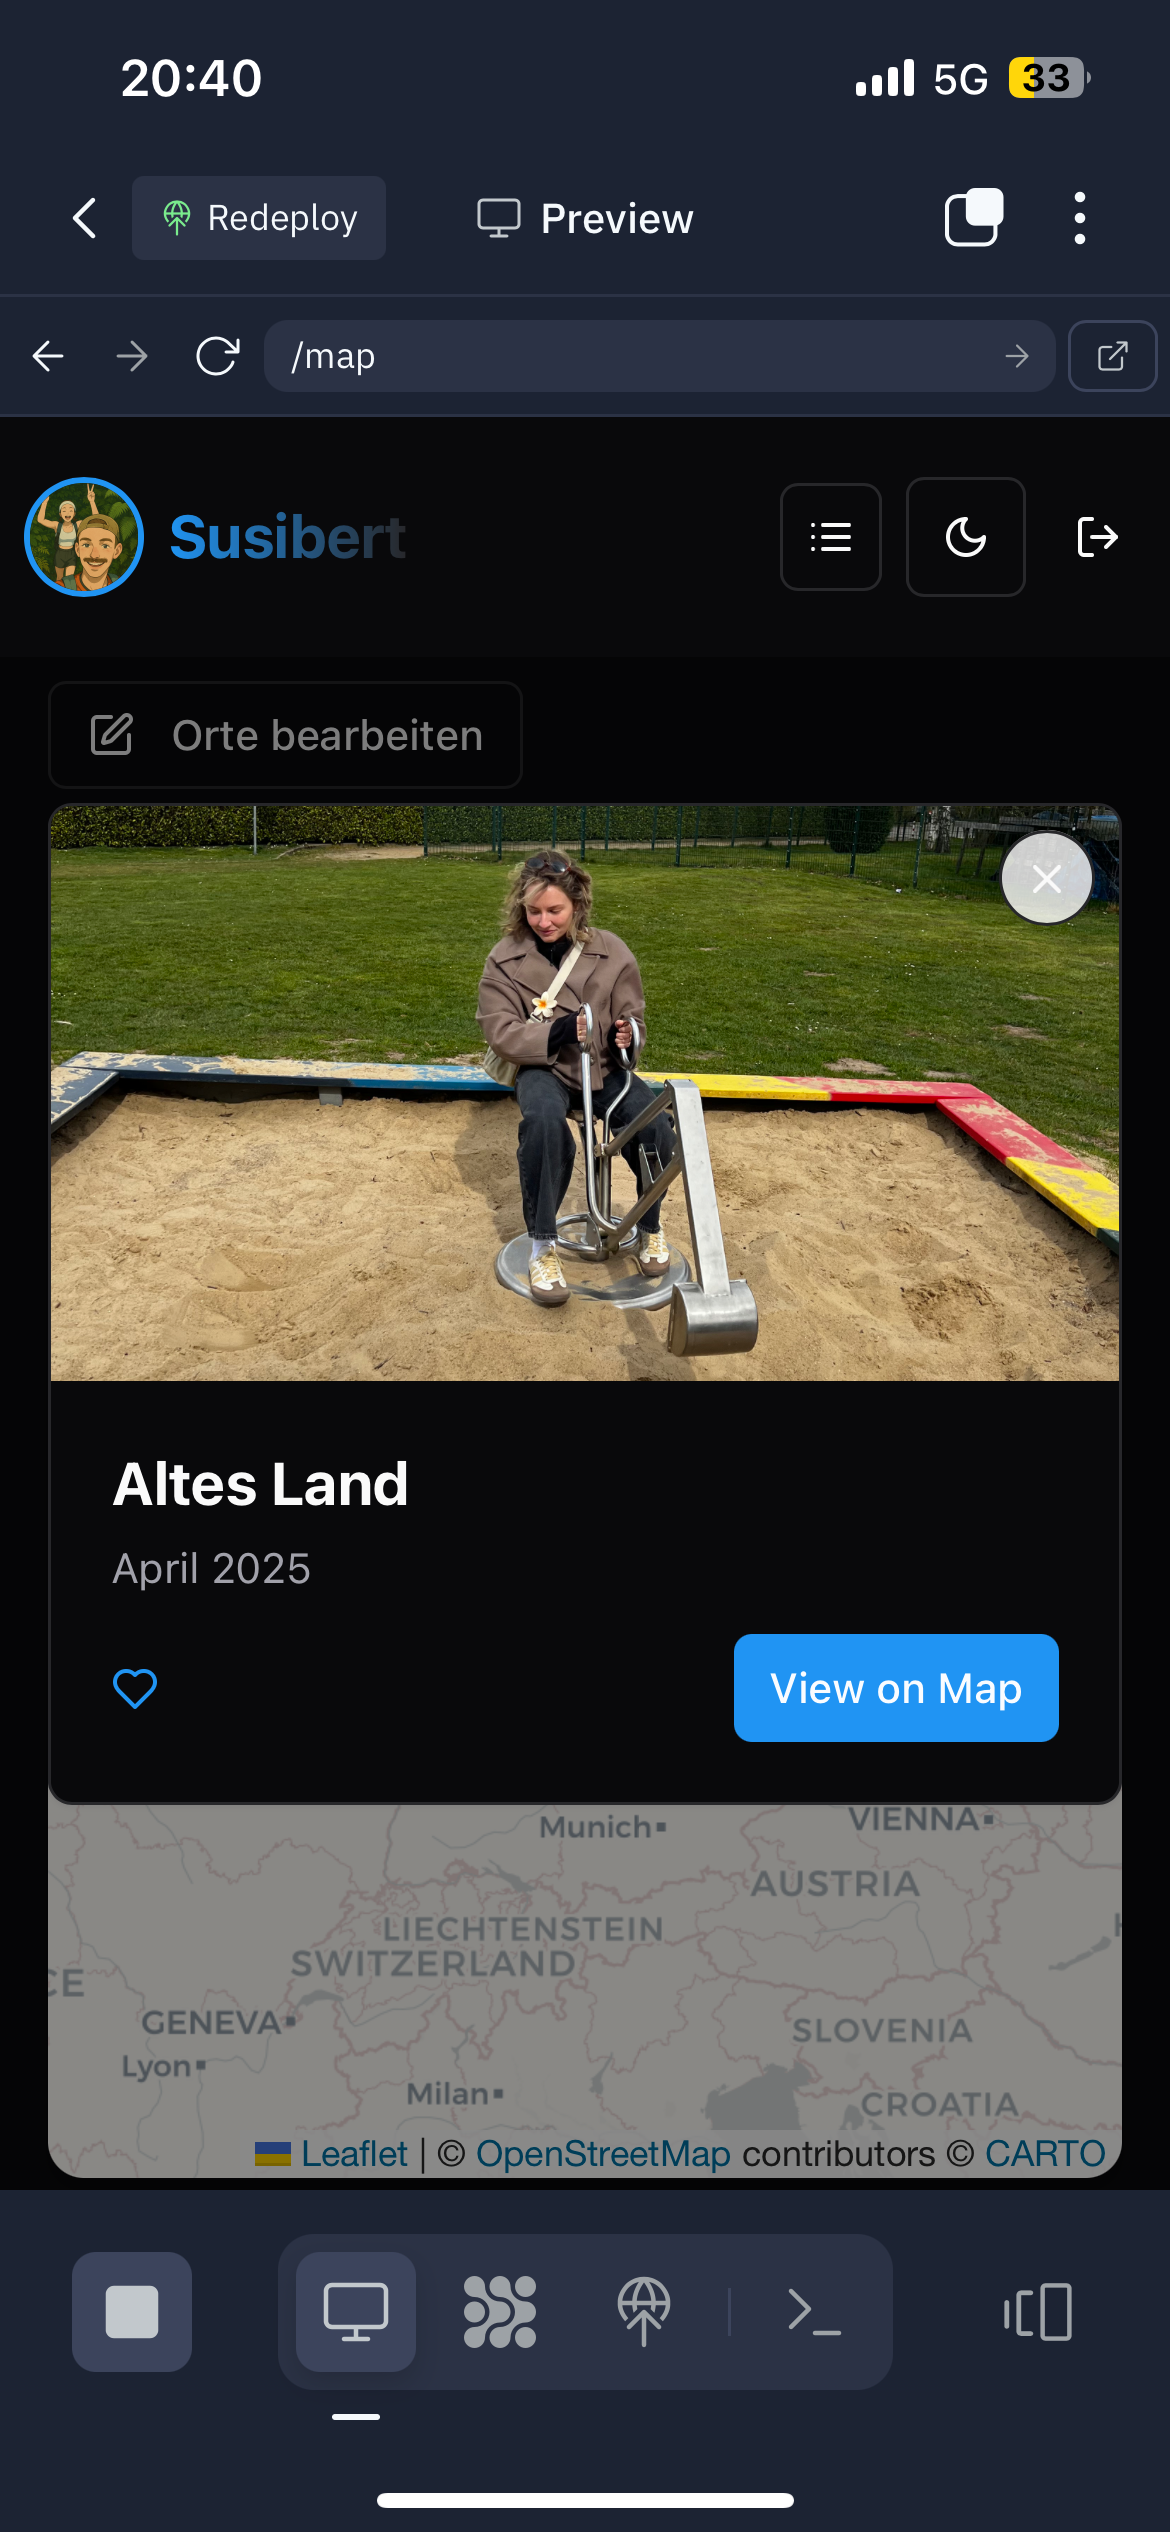 20:40 5G 33
Redeploy Preview
/map
Susibert
Orte bearbeiten
Altes Land
April 2025
View on Map
Munich VIENNA
AUSTRIA
LIECHTENSTEIN
SWITZERLAND
CE
GENEVA
SLOVENIA
Lyon
Milan
CROATIA
Leaflet | © OpenStreetMap contributors © CARTO